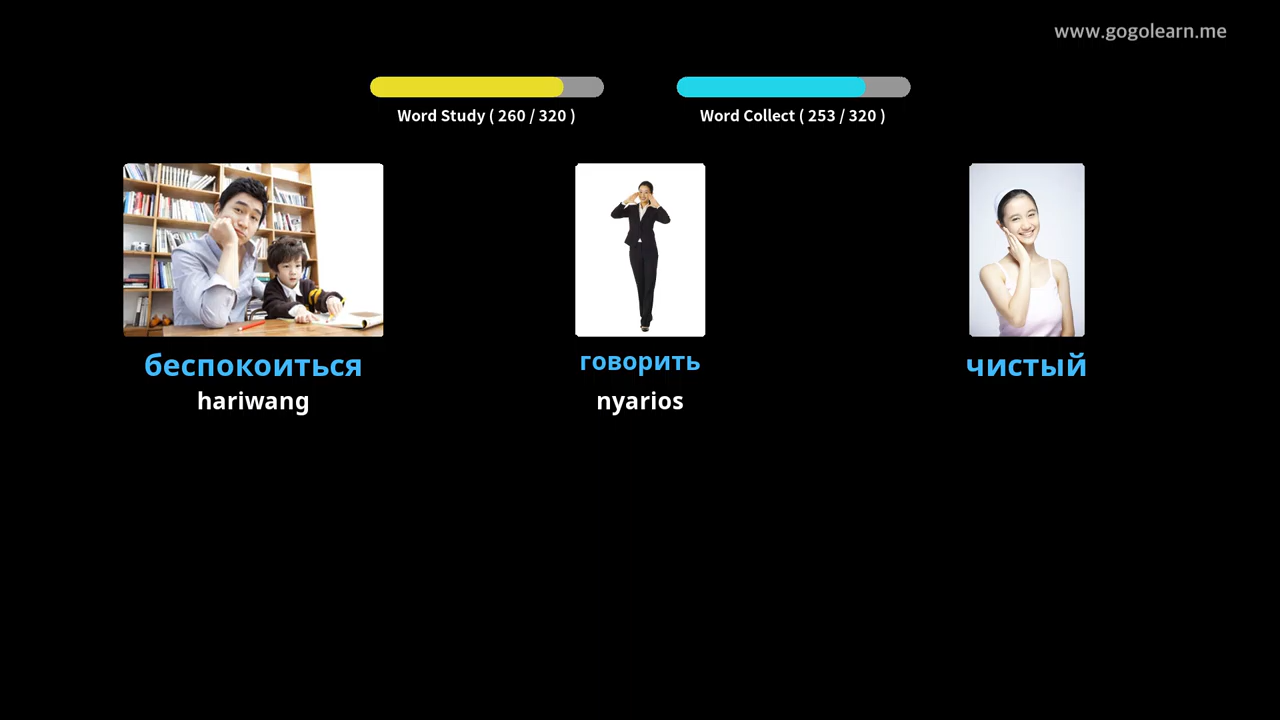 www.gogolearn.me
Word Study ( 260 / 320 )
Word Collect ( 253 / 320 )
беспокоиться
говорить
чистый
hariwang
nyarios